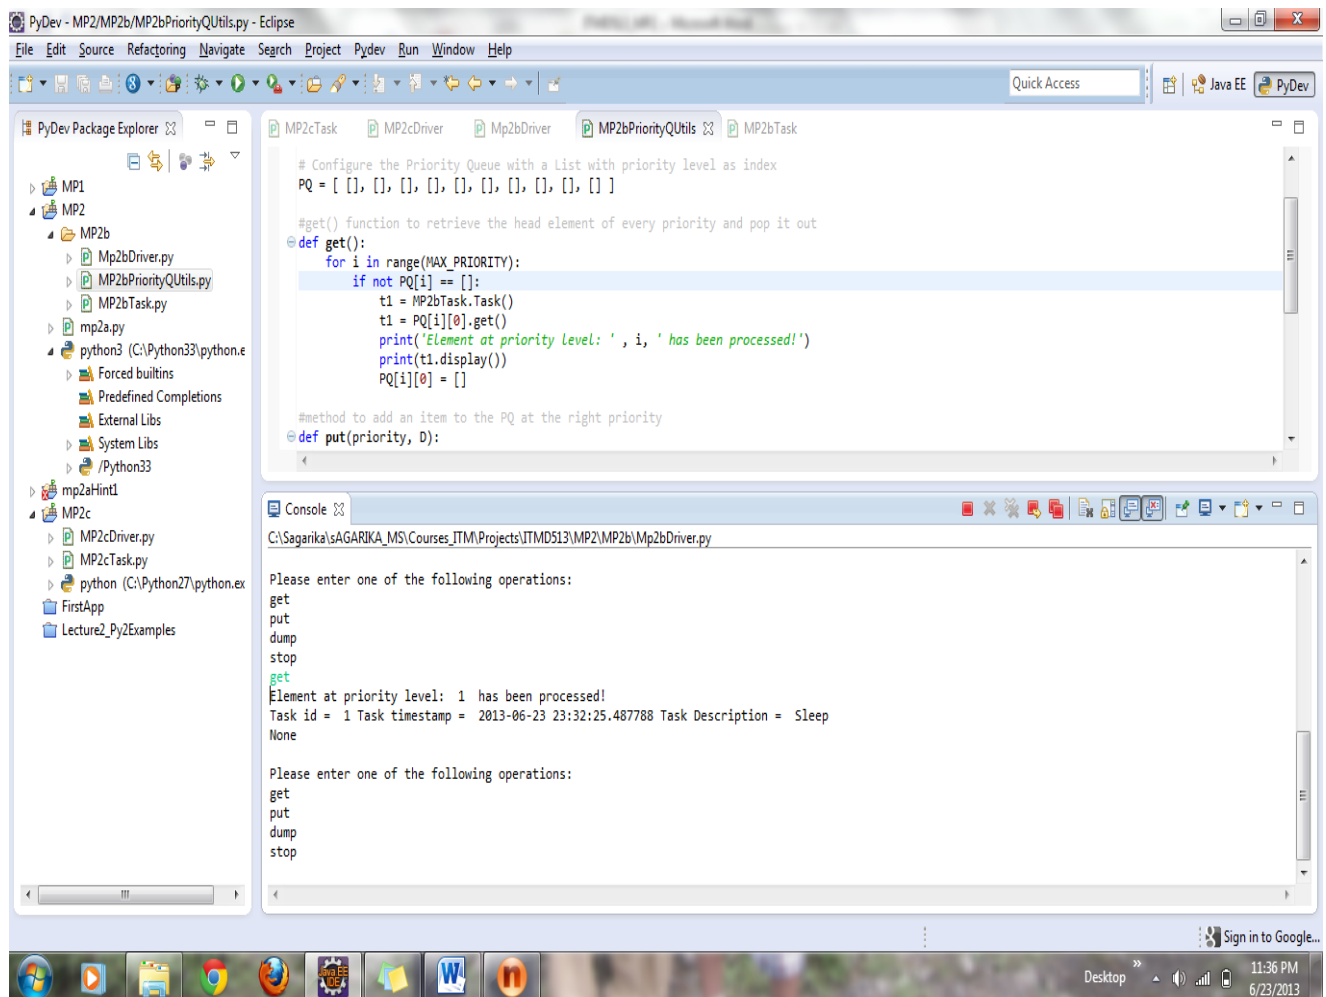 PyDev - MP2/MP2b/MP2bPriorityQUtils.py - Eclipse
File Edit Source Refactoring Navigate Search Project Pydev Run Window Help
Quick Access
Java EE
PyDev
PyDev Package Explorer
MP1
MP2
MP2b
Mp2bDriver.py
MP2bPriorityQUtils.py
MP2bTask.py
mp2a.py
python3 (C:\Python33\python.e
Forced builtins
Predefined Completions
External Libs
System Libs
/Python33
mp2aHint1
MP2c
MP2cDriver.py
MP2cTask.py
python (C:\Python27\python.ex
FirstApp
Lecture2_Py2Examples
MP2cTask
MP2cDriver
Mp2bDriver
MP2bPriorityQUtils
MP2bTask
# Configure the Priority Queue with a List with priority level as index
PQ = [ [], [], [], [], [], [], [], [], [], [] ]
#get() function to retrieve the head element of every priority and pop it out
def get():
for i in range(MAX_PRIORITY):
if not PQ[i] == []:
t1 = MP2bTask.Task()
t1 = PQ[i][0].get()
print('Element at priority level: ' , i, ' has been processed!')
print(t1.display())
PQ[i][0] = []
#method to add an item to the PQ at the right priority
def put(priority, D):
Console
C:\Sagarika\sAGARIKA_MS\Courses_ITM\Projects\ITMD513\MP2\MP2b\Mp2bDriver.py
Please enter one of the following operations:
get
put
dump
stop
get
Element at priority level:  1  has been processed!
Task id =  1 Task timestamp =  2013-06-23 23:32:25.487788 Task Description =  Sleep
None
Please enter one of the following operations:
get
put
dump
stop
Sign in to Google...
Java EE
IDE
W
n
Desktop
11:36 PM
6/23/2013